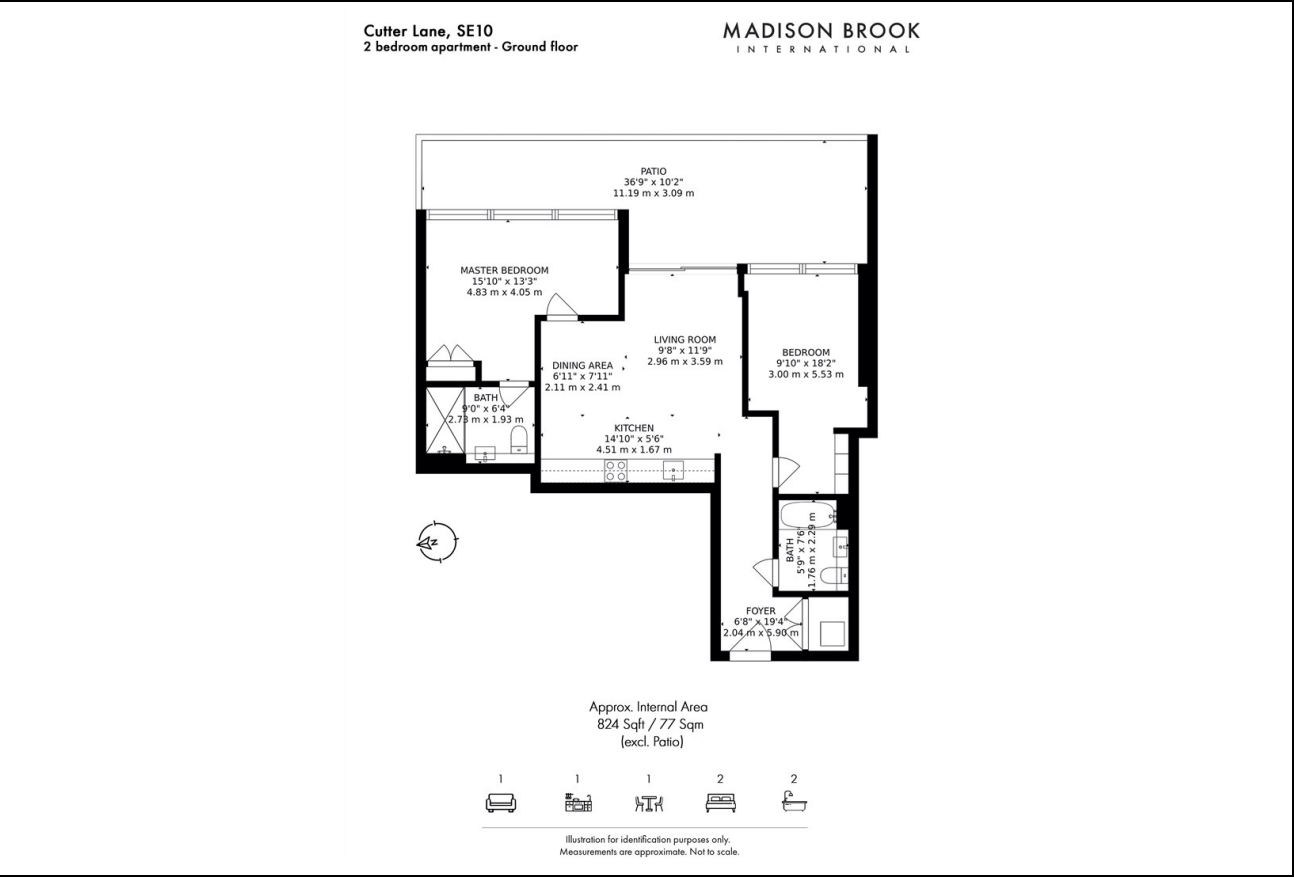 Cutter Lane, SE10
2 bedroom apartment - Ground floor
MADISON BROOK
INTERNATIONAL
PATIO
36'9" x 10'2"
11.19 m x 3.09 m
MASTER BEDROOM
15'10" x 13'3"
4.83 m x 4.05 m
LIVING ROOM
9'8" x 11'9"
2.96 m x 3.59 m
BEDROOM
9'10" x 18'2"
3.00 m x 5.53 m
DINING AREA
6'11" x 7'11"
2.11 m x 2.41 m
BATH
9'0" x 6'4"
2.73 m x 1.93 m
KITCHEN
14'10" x 5'6"
4.51 m x 1.67 m
N
BATH
5'9" x 7'6"
1.76 m x 2.29 m
FOYER
6'8" x 19'4"
2.04 m x 5.90 m
Approx. Internal Area
824 Sqft / 77 Sqm
(excl. Patio)
1 1 1 2 2
Illustration for identification purposes only.
Measurements are approximate. Not to scale.